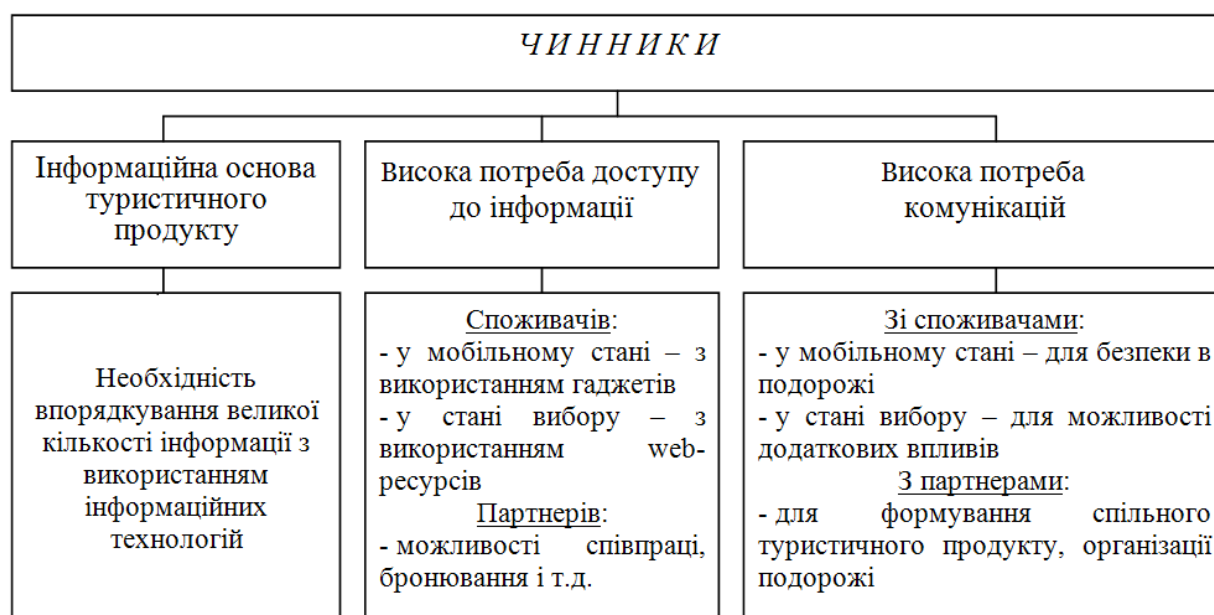 ЧИННИКИ
Інформаційна основа
туристичного
продукту
Висока потреба доступу
до інформації
Висока потреба
комунікацій
Необхідність
впорядкування великої
кількості інформації з
використанням
інформаційних
технологій
Споживачів:
- у мобільному стані – з
використанням гаджетів
- у стані вибору – з
використанням web-
ресурсів
Партнерів:
- можливості співпраці,
бронювання і т.д.
Зі споживачами:
- у мобільному стані – для безпеки в
подорожі
- у стані вибору – для можливості
додаткових впливів
З партнерами:
- для формування спільного
туристичного продукту, організації
подорожі